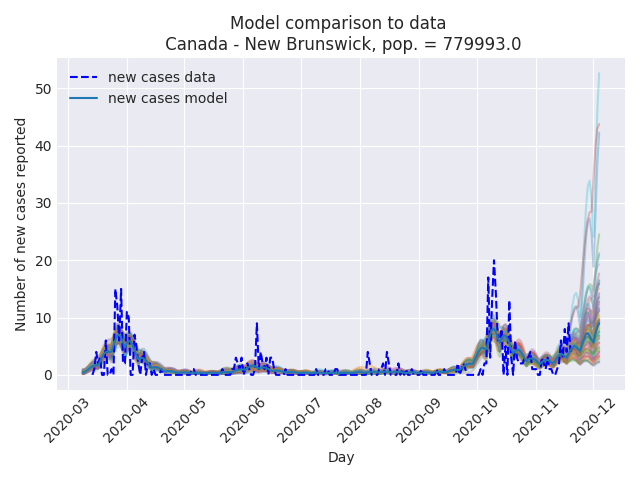 Model comparison to data
Canada - New Brunswick, pop. = 779993.0
new cases data
new cases model
Number of new cases reported
50
40
30
20
10
0
2020-03
2020-04
2020-05
2020-06
2020-07
2020-08
2020-09
2020-10
2020-11
2020-12
Day